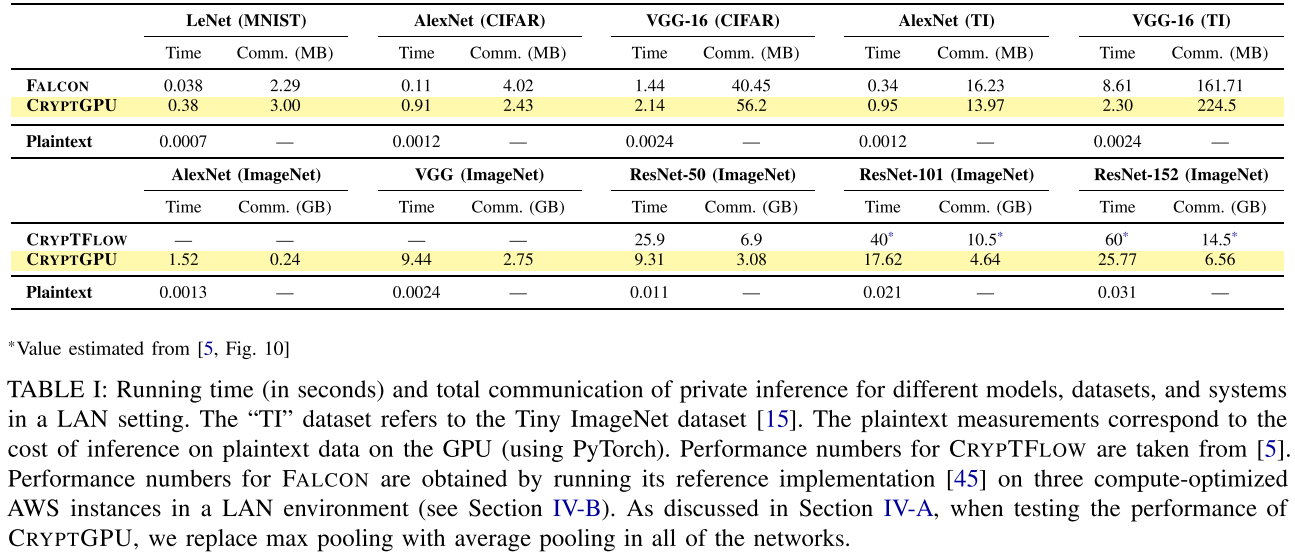 LeNet (MNIST) AlexNet (CIFAR) VGG-16 (CIFAR) AlexNet (TI) VGG-16 (TI)
Time Comm. (MB) Time Comm. (MB) Time Comm. (MB) Time Comm. (MB) Time Comm. (MB)
FALCON 0.038 2.29 0.11 4.02 1.44 40.45 0.34 16.23 8.61 161.71
CRYPTGPU 0.38 3.00 0.91 2.43 2.14 56.2 0.95 13.97 2.30 224.5
Plaintext 0.0007 — 0.0012 — 0.0024 — 0.0012 — 0.0024 —
AlexNet (ImageNet) VGG (ImageNet) ResNet-50 (ImageNet) ResNet-101 (ImageNet) ResNet-152 (ImageNet)
Time Comm. (GB) Time Comm. (GB) Time Comm. (GB) Time Comm. (GB) Time Comm. (GB)
CRYPTFLOW — — — — 25.9 6.9 40* 10.5* 60* 14.5*
CRYPTGPU 1.52 0.24 9.44 2.75 9.31 3.08 17.62 4.64 25.77 6.56
Plaintext 0.0013 — 0.0024 — 0.011 — 0.021 — 0.031 —
*Value estimated from [5, Fig. 10]
TABLE I: Running time (in seconds) and total communication of private inference for different models, datasets, and systems
in a LAN setting. The “TI” dataset refers to the Tiny ImageNet dataset [15]. The plaintext measurements correspond to the
cost of inference on plaintext data on the GPU (using PyTorch). Performance numbers for CRYPTFLOW are taken from [5].
Performance numbers for FALCON are obtained by running its reference implementation [45] on three compute-optimized
AWS instances in a LAN environment (see Section IV-B). As discussed in Section IV-A, when testing the performance of
CRYPTGPU, we replace max pooling with average pooling in all of the networks.